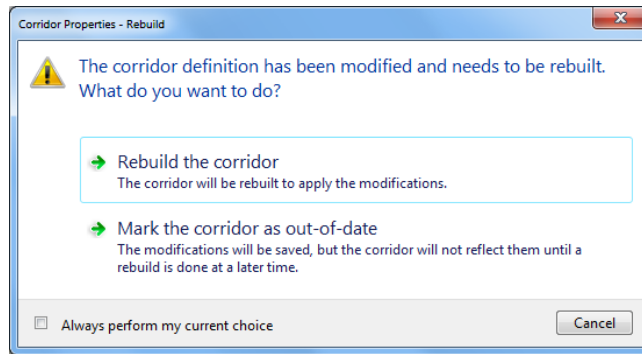 Corridor Properties - Rebuild
The corridor definition has been modified and needs to be rebuilt.
What do you want to do?
Rebuild the corridor
The corridor will be rebuilt to apply the modifications.
Mark the corridor as out-of-date
The modifications will be saved, but the corridor will not reflect them until a
rebuild is done at a later time.
Always perform my current choice
Cancel